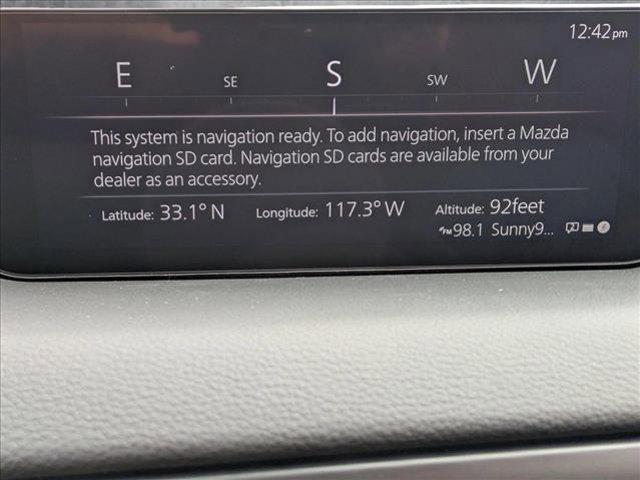 12:42pm
E SE S SW W
This system is navigation ready. To add navigation, insert a Mazda
navigation SD card. Navigation SD cards are available from your
dealer as an accessory.
Latitude: 33.1° N Longitude: 117.3° W Altitude: 92feet
FM 98.1 Sunny9...